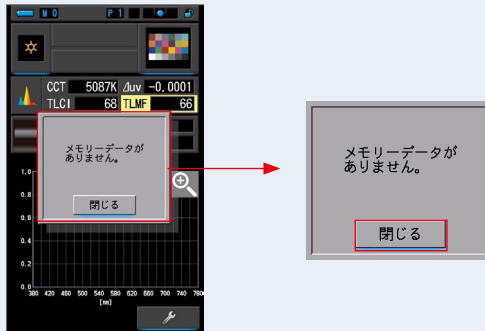 M 0 P 1
CCT 5087K ⊿uv -0.0001
TLCI 68 TLMF 66
メモリーデータが
ありません。
閉じる
1.0
0.8
0.6
0.4
0.2
0.0
380 420 460 500 540 580 620 660 700 740 780
[nm]
メモリーデータが
ありません。
閉じる